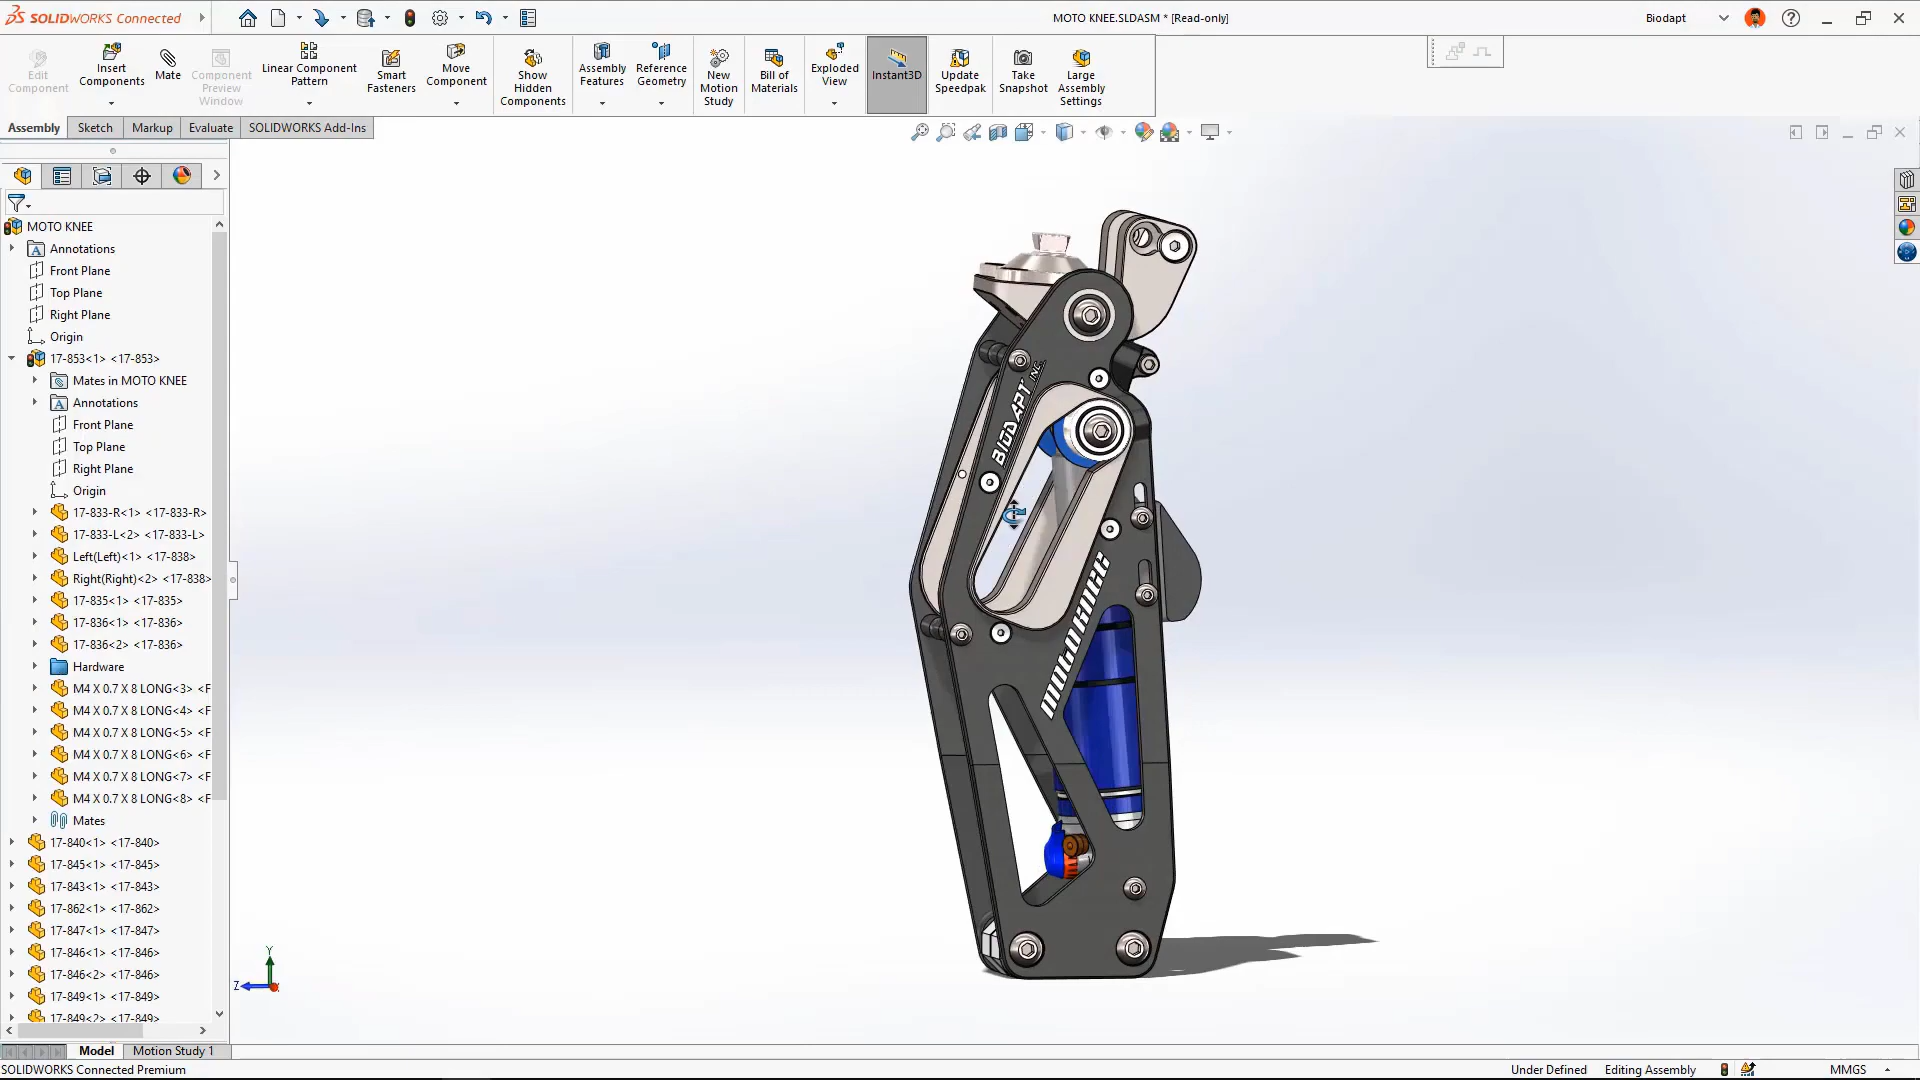 SOLIDWORKS Connected
MOTO KNEE.SLDASM * [Read-only]
Biodapt
Edit
Component
Insert
Components
Mate
Component
Preview
Window
Linear Component
Pattern
Smart
Fasteners
Move
Component
Show
Hidden
Components
Assembly
Features
Reference
Geometry
New
Motion
Study
Bill of
Materials
Exploded
View
Instant3D
Update
Speedpak
Take
Snapshot
Large
Assembly
Settings
Assembly
Sketch
Markup
Evaluate
SOLIDWORKS Add-Ins
MOTO KNEE
Annotations
Front Plane
Top Plane
Right Plane
Origin
17-853<1> <17-853>
Mates in MOTO KNEE
Annotations
Front Plane
Top Plane
Right Plane
Origin
17-833-R<1> <17-833-R>
17-833-L<2> <17-833-L>
Left(Left)<1> <17-838>
Right(Right)<2> <17-838>
17-835<1> <17-835>
17-836<1> <17-836>
17-836<2> <17-836>
Hardware
M4 X 0.7 X 8 LONG<3> <F
M4 X 0.7 X 8 LONG<4> <F
M4 X 0.7 X 8 LONG<5> <F
M4 X 0.7 X 8 LONG<6> <F
M4 X 0.7 X 8 LONG<7> <F
M4 X 0.7 X 8 LONG<8> <F
Mates
17-840<1> <17-840>
17-845<1> <17-845>
17-843<1> <17-843>
17-862<1> <17-862>
17-847<1> <17-847>
17-846<1> <17-846>
17-846<2> <17-846>
17-849<1> <17-849>
17-849<2> <17-849>
BIODAPT INC.
MOTOKNEE
Y
Z
Model
Motion Study 1
SOLIDWORKS Connected Premium
Under Defined
Editing Assembly
MMGS